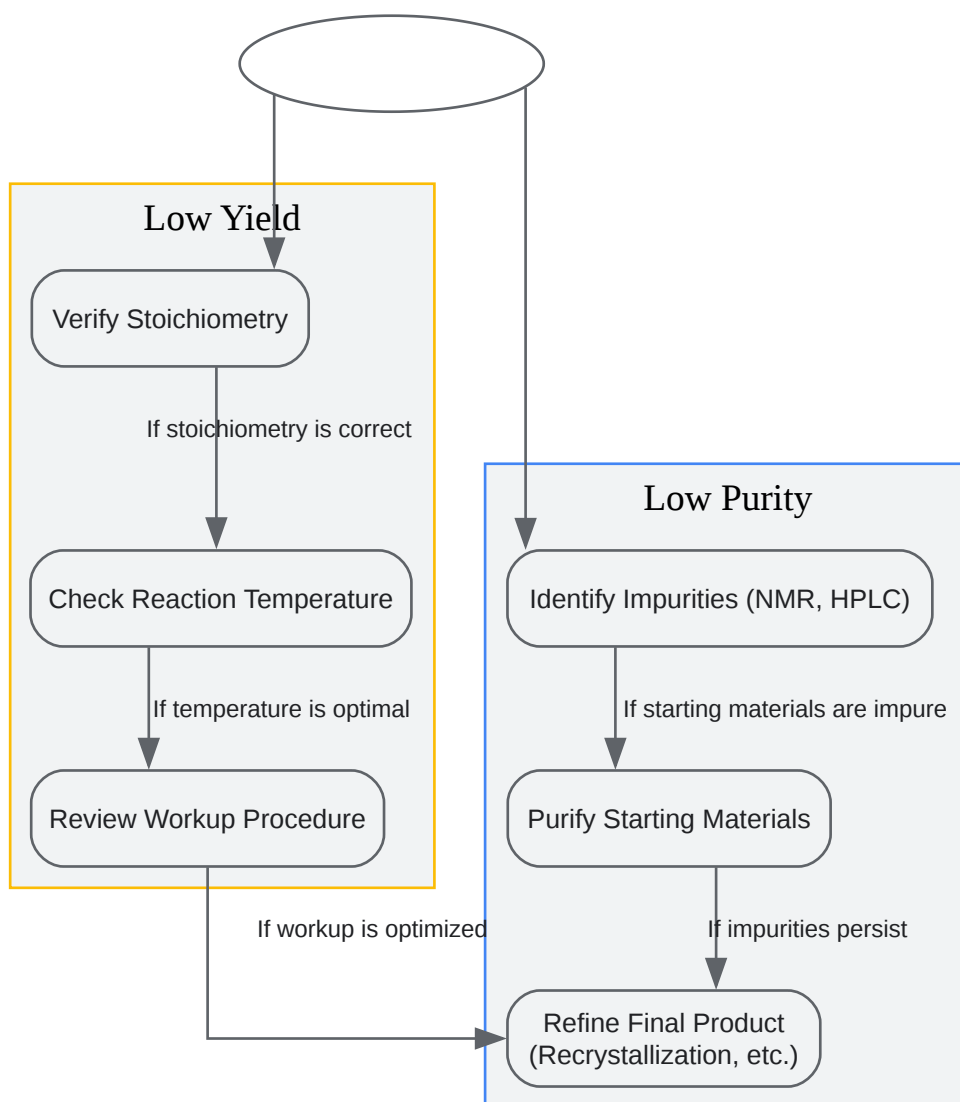 Low Yield
Verify Stoichiometry
If stoichiometry is correct
Check Reaction Temperature
If temperature is optimal
Review Workup Procedure
If workup is optimized
Low Purity
Identify Impurities (NMR, HPLC)
If starting materials are impure
Purify Starting Materials
If impurities persist
Refine Final Product
(Recrystallization, etc.)